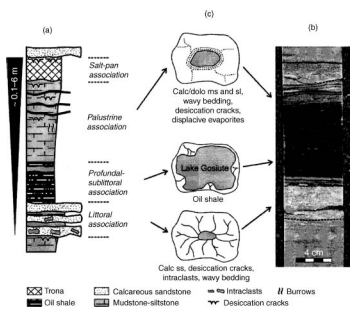 (a)
(c)
(b)
~ 0.1–6 m
Salt-pan
association
Palustrine
association
Profundal-
sublittoral
association
Littoral
association
Calc/dolo ms and sl,
wavy bedding,
desiccation cracks,
displacive evaporites
Lake Gosiute
Oil shale
Calc ss, desiccation cracks,
intraclasts, wavy bedding
4 cm
Trona
Calcareous sandstone
Intraclasts
Burrows
Oil shale
Mudstone-siltstone
Desiccation cracks